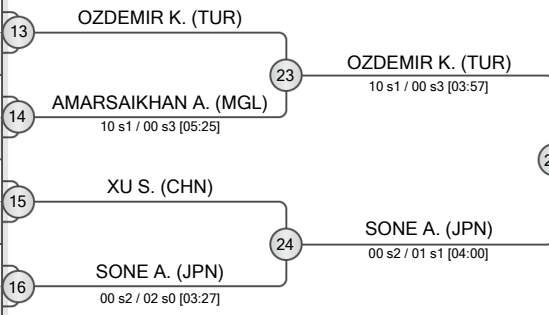 13
OZDEMIR K. (TUR)
23
OZDEMIR K. (TUR)
10 s1 / 00 s3 [03:57]
14
AMARSAIKHAN A. (MGL)
10 s1 / 00 s3 [05:25]
15
XU S. (CHN)
24
SONE A. (JPN)
00 s2 / 01 s1 [04:00]
16
SONE A. (JPN)
00 s2 / 02 s0 [03:27]